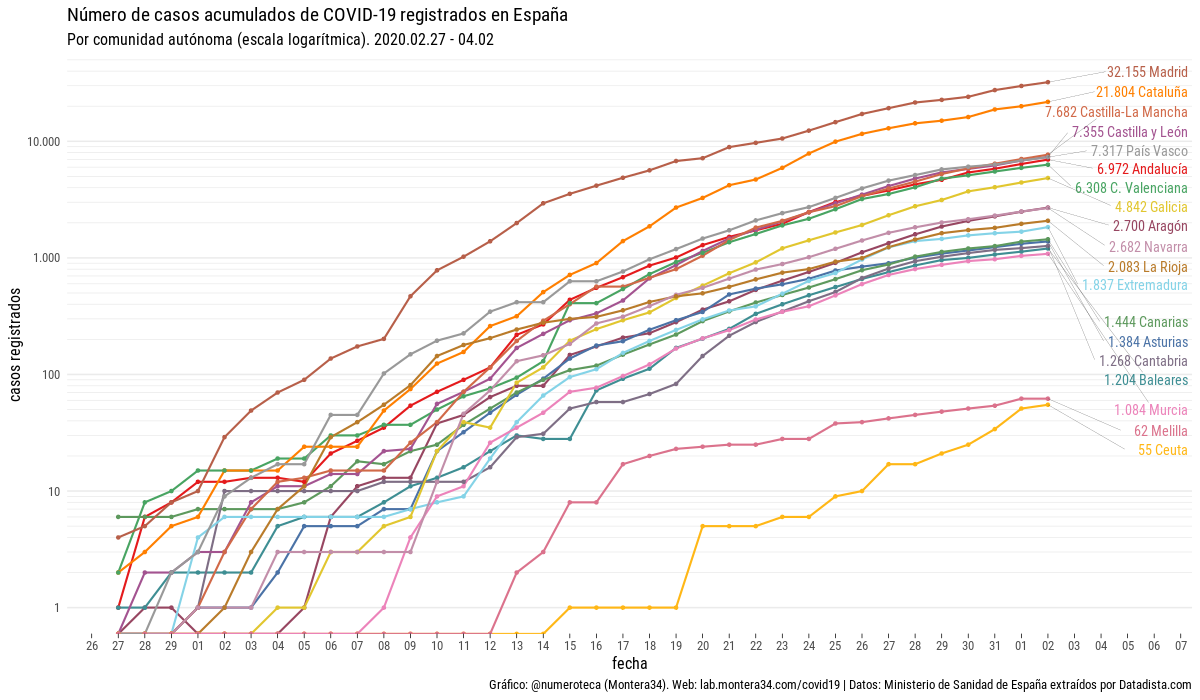 Número de casos acumulados de COVID-19 registrados en España
Por comunidad autónoma (escala logarítmica). 2020.02.27 - 04.02
32.155 Madrid
21.804 Cataluña
7.682 Castilla-La Mancha
7.355 Castilla y León
7.317 País Vasco
6.972 Andalucía
6.308 C. Valenciana
4.842 Galicia
2.700 Aragón
2.682 Navarra
2.083 La Rioja
1.837 Extremadura
1.444 Canarias
1.384 Asturias
1.268 Cantabria
1.204 Baleares
1.084 Murcia
62 Melilla
55 Ceuta
10.000
1.000
100
10
1
casos registrados
26 27 28 29 01 02 03 04 05 06 07 08 09 10 11 12 13 14 15 16 17 18 19 20 21 22 23 24 25 26 27 28 29 30 31 01 02 03 04 05 06 07
fecha
Gráfico: @numeroteca (Montera34). Web: lab.montera34.com/covid19 | Datos: Ministerio de Sanidad de España extraídos por Datadista.com